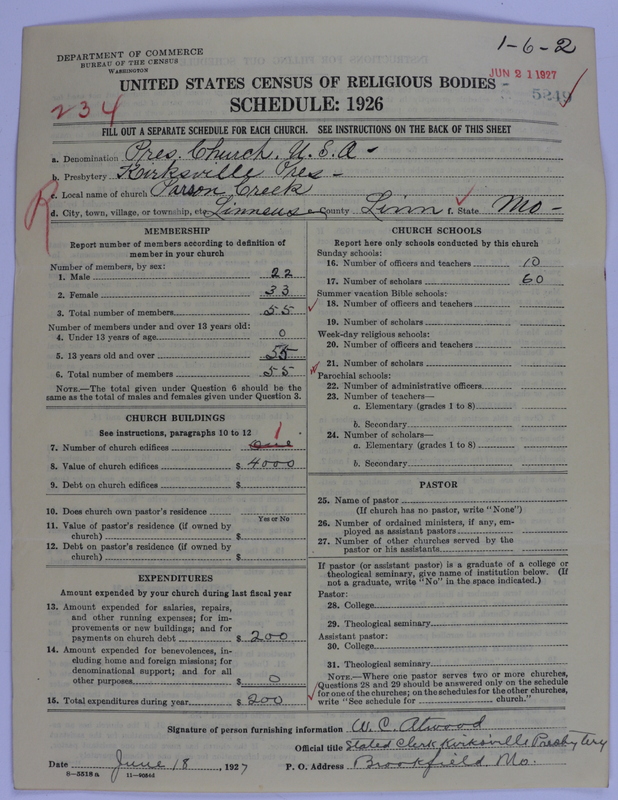 1-6-2
DEPARTMENT OF COMMERCE
BUREAU OF THE CENSUS
WASHINGTON
JUN 21 1927
UNITED STATES CENSUS OF RELIGIOUS BODIES
5249
234
SCHEDULE: 1926
FILL OUT A SEPARATE SCHEDULE FOR EACH CHURCH. SEE INSTRUCTIONS ON THE BACK OF THIS SHEET
a. Denomination Pres. Church. U.S.A -
b. Presbytery Kirksville Pres -
c. Local name of church Parson Creek
d. City, town, village, or township, etc Linneus County Linn f. State Mo -
R
MEMBERSHIP
Report number of members according to definition of
member in your church
Number of members, by sex:
1. Male 22
2. Female 33
3. Total number of members 55
Number of members under and over 13 years old:
4. Under 13 years of age 0
5. 13 years old and over 55
6. Total number of members 55
NOTE.—The total given under Question 6 should be the
same as the total of males and females given under Question 3.
CHURCH BUILDINGS
See instructions, paragraphs 10 to 12
1
7. Number of church edifices one
8. Value of church edifices $ 4000
9. Debt on church edifices $
10. Does church own pastor's residence
Yes or No
11. Value of pastor's residence (if owned by
church) $
12. Debt on pastor's residence (if owned by
church) $
EXPENDITURES
Amount expended by your church during last fiscal year
13. Amount expended for salaries, repairs,
and other running expenses; for im-
provements or new buildings; and for
payments on church debt $ 200
14. Amount expended for benevolences, in-
cluding home and foreign missions; for
denominational support; and for all
other purposes $ 0
15. Total expenditures during year $ 200
CHURCH SCHOOLS
Report here only schools conducted by this church
Sunday schools:
16. Number of officers and teachers 10
17. Number of scholars 60
Summer vacation Bible schools:
18. Number of officers and teachers
19. Number of scholars
Week-day religious schools:
20. Number of officers and teachers
21. Number of scholars
Parochial schools:
22. Number of administrative officers
23. Number of teachers—
a. Elementary (grades 1 to 8)
b. Secondary
24. Number of scholars—
a. Elementary (grades 1 to 8)
b. Secondary
PASTOR
25. Name of pastor
(If church has no pastor, write "None")
26. Number of ordained ministers, if any, em-
ployed as assistant pastors
27. Number of other churches served by the
pastor or his assistants
If pastor (or assistant pastor) is a graduate of a college or
theological seminary, give name of institution below. (If
not a graduate, write "No" in the space indicated.)
Pastor:
28. College
29. Theological seminary
Assistant pastor:
30. College
31. Theological seminary
NOTE.—Where one pastor serves two or more churches,
Questions 28 and 29 should be answered only on the schedule
for one of the churches; on the schedules for the other churches,
write "See schedule for church."
Signature of person furnishing information W. C. Atwood
Official title Stated Clerk Kirksville Presbytery
Date June 18, 1927 P. O. Address Brookfield Mo.
8-5518a 11-9054d